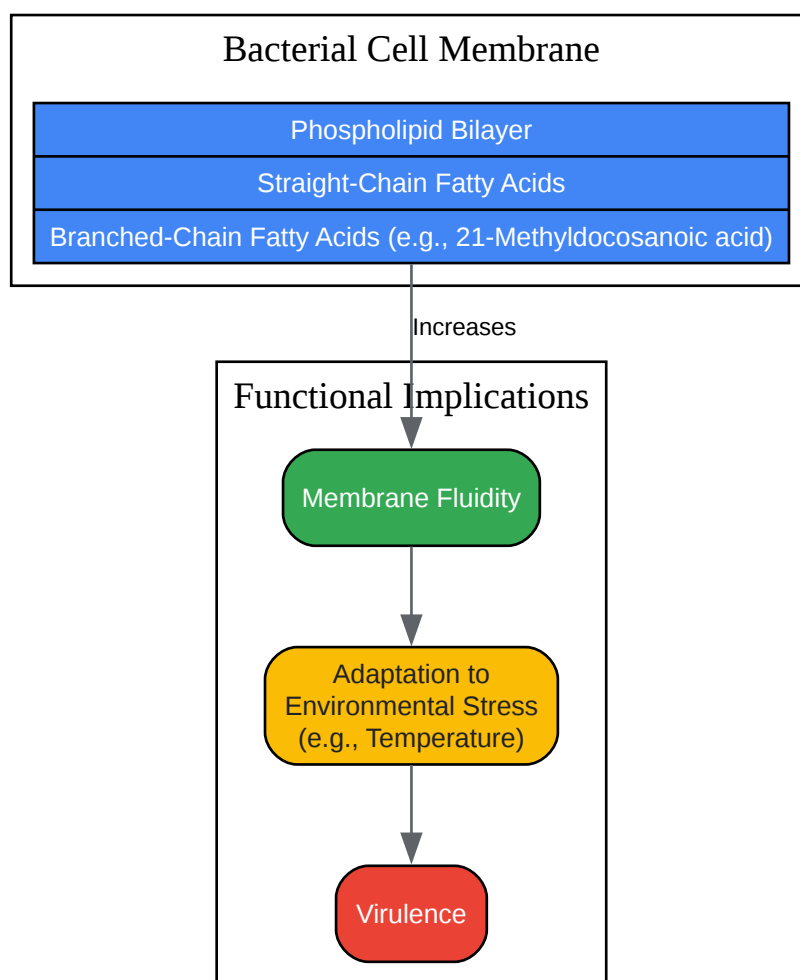 Bacterial Cell Membrane
Phospholipid Bilayer
Straight-Chain Fatty Acids
Branched-Chain Fatty Acids (e.g., 21-Methyldocosanoic acid)
Increases
Functional Implications
Membrane Fluidity
Adaptation to
Environmental Stress
(e.g., Temperature)
Virulence